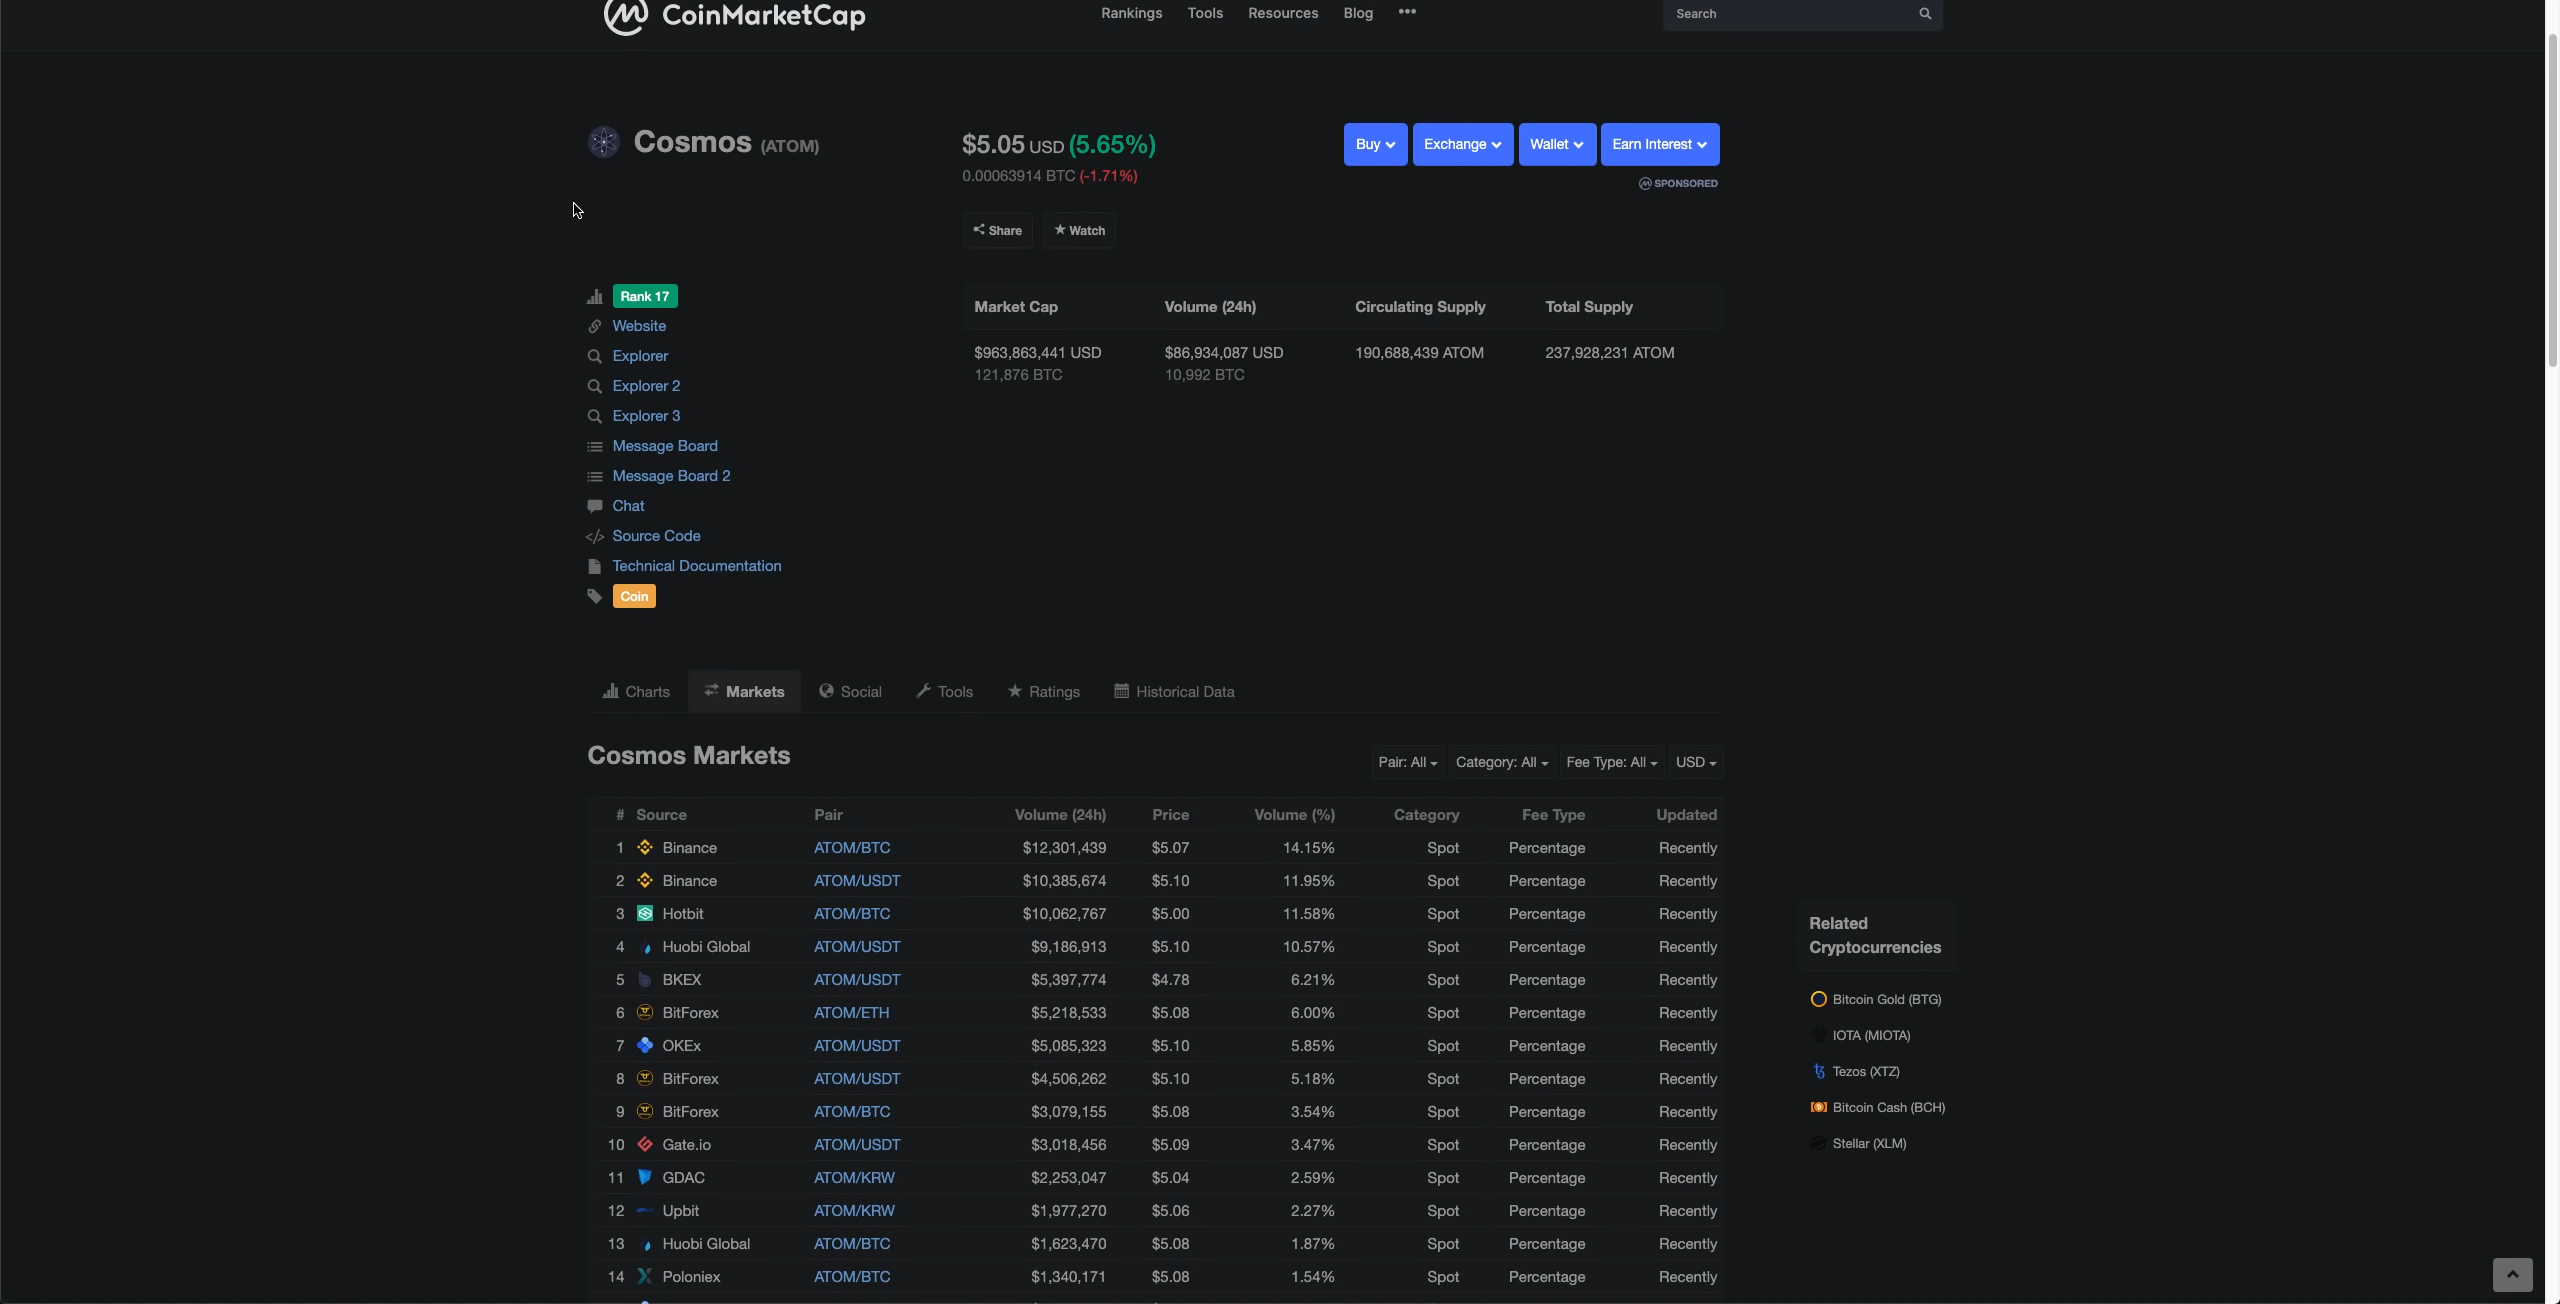 CoinMarketCap
Rankings Tools Resources Blog •••
Search
Cosmos (ATOM)
$5.05 USD (5.65%)
0.00063914 BTC (-1.71%)
Buy Exchange Wallet Earn Interest
SPONSORED
Share Watch
Rank 17
Website
Explorer
Explorer 2
Explorer 3
Message Board
Message Board 2
Chat
Source Code
Technical Documentation
Coin
Market Cap Volume (24h) Circulating Supply Total Supply
$963,863,441 USD $86,934,087 USD 190,688,439 ATOM 237,928,231 ATOM
121,876 BTC 10,992 BTC
Charts Markets Social Tools Ratings Historical Data
Cosmos Markets
Pair: All Category: All Fee Type: All USD
# Source Pair Volume (24h) Price Volume (%) Category Fee Type Updated
1 Binance ATOM/BTC $12,301,439 $5.07 14.15% Spot Percentage Recently
2 Binance ATOM/USDT $10,385,674 $5.10 11.95% Spot Percentage Recently
3 Hotbit ATOM/BTC $10,062,767 $5.00 11.58% Spot Percentage Recently
4 Huobi Global ATOM/USDT $9,186,913 $5.10 10.57% Spot Percentage Recently
5 BKEX ATOM/USDT $5,397,774 $4.78 6.21% Spot Percentage Recently
6 BitForex ATOM/ETH $5,218,533 $5.08 6.00% Spot Percentage Recently
7 OKEx ATOM/USDT $5,085,323 $5.10 5.85% Spot Percentage Recently
8 BitForex ATOM/USDT $4,506,262 $5.10 5.18% Spot Percentage Recently
9 BitForex ATOM/BTC $3,079,155 $5.08 3.54% Spot Percentage Recently
10 Gate.io ATOM/USDT $3,018,456 $5.09 3.47% Spot Percentage Recently
11 GDAC ATOM/KRW $2,253,047 $5.04 2.59% Spot Percentage Recently
12 Upbit ATOM/KRW $1,977,270 $5.06 2.27% Spot Percentage Recently
13 Huobi Global ATOM/BTC $1,623,470 $5.08 1.87% Spot Percentage Recently
14 Poloniex ATOM/BTC $1,340,171 $5.08 1.54% Spot Percentage Recently
Related
Cryptocurrencies
Bitcoin Gold (BTG)
IOTA (MIOTA)
Tezos (XTZ)
Bitcoin Cash (BCH)
Stellar (XLM)